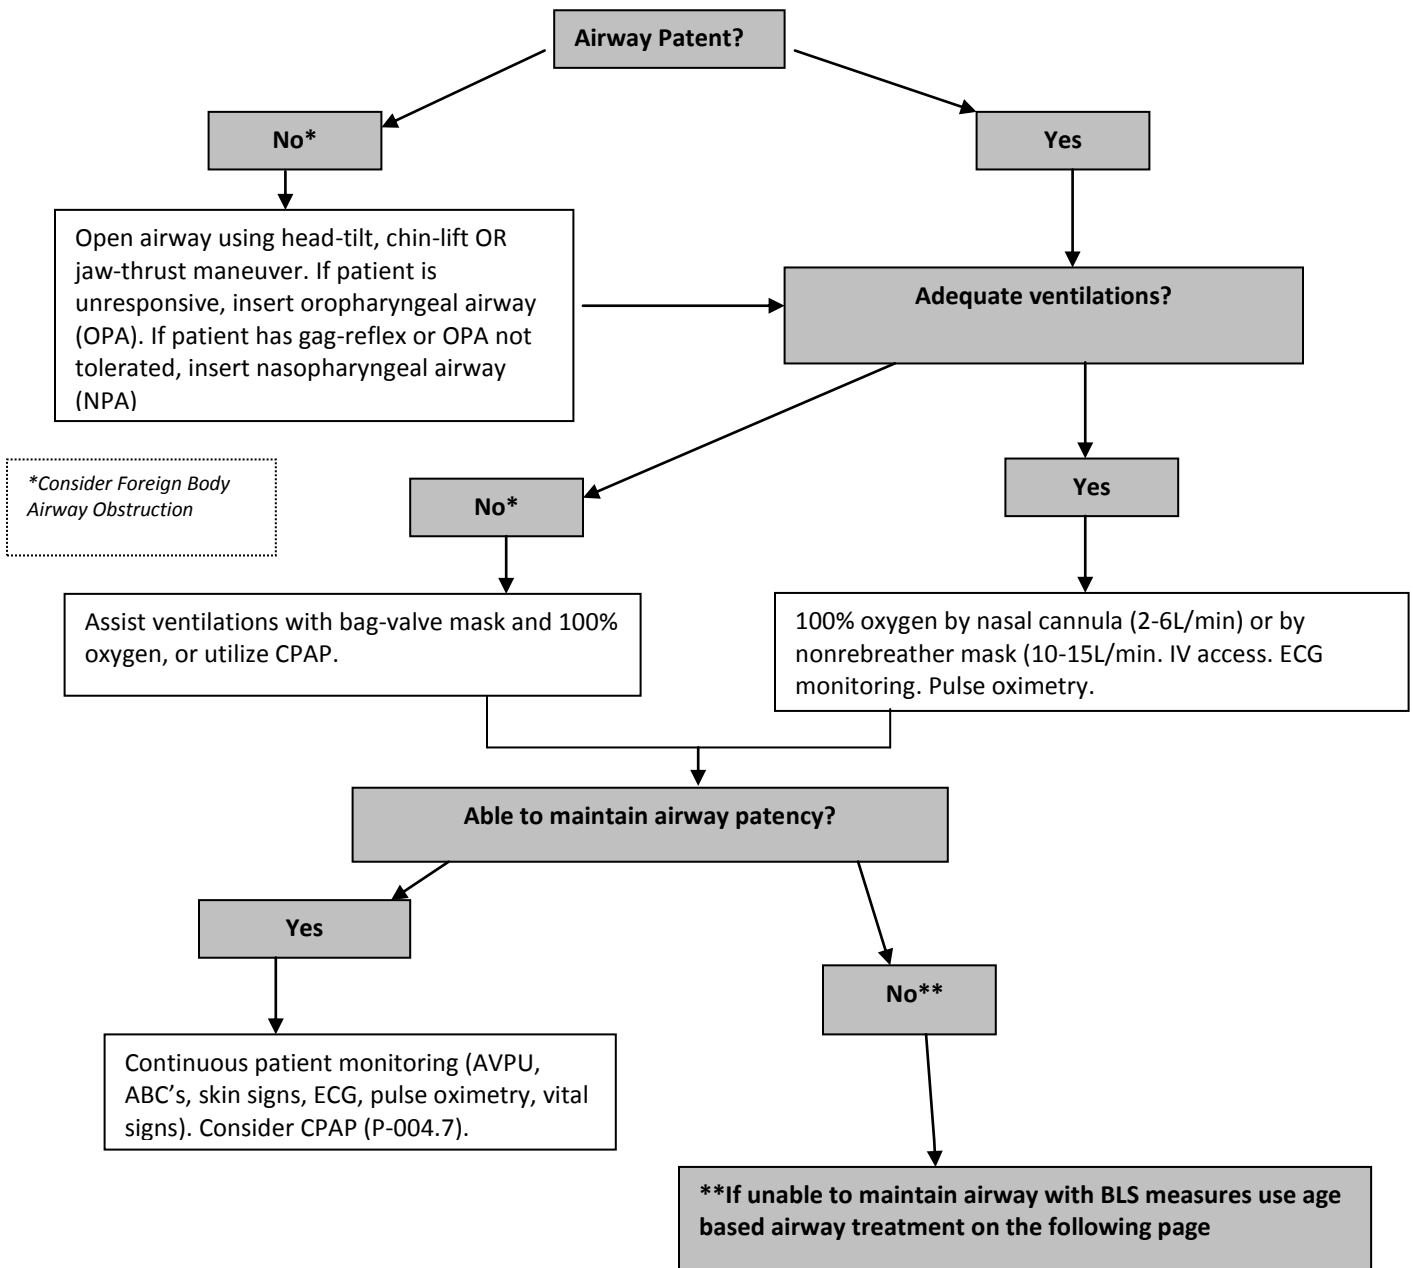 Airway Patent?
No*
Yes
Open airway using head-tilt, chin-lift OR
jaw-thrust maneuver. If patient is
unresponsive, insert oropharyngeal airway
(OPA). If patient has gag-reflex or OPA not
tolerated, insert nasopharyngeal airway
(NPA)
Adequate ventilations?
*Consider Foreign Body
Airway Obstruction
No*
Yes
Assist ventilations with bag-valve mask and 100%
oxygen, or utilize CPAP.
100% oxygen by nasal cannula (2-6L/min) or by
nonrebreather mask (10-15L/min. IV access. ECG
monitoring. Pulse oximetry.
Able to maintain airway patency?
Yes
No**
Continuous patient monitoring (AVPU,
ABC’s, skin signs, ECG, pulse oximetry, vital
signs). Consider CPAP (P-004.7).
**If unable to maintain airway with BLS measures use age
based airway treatment on the following page